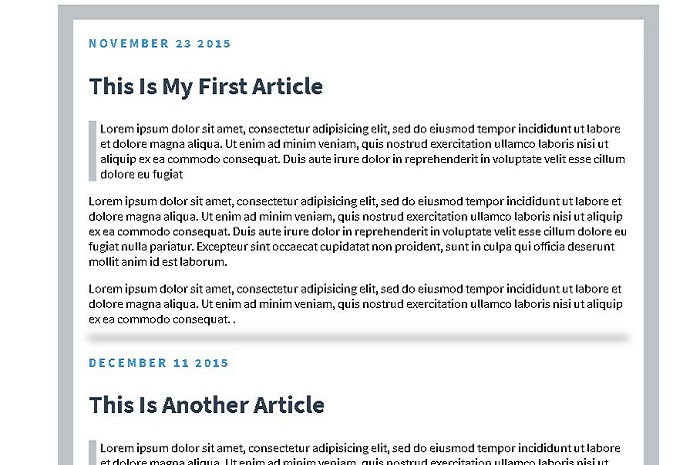 NOVEMBER 23 2015
This Is My First Article
Lorem ipsum dolor sit amet, consectetur adipisicing elit, sed do eiusmod tempor incididunt ut labore
et dolore magna aliqua. Ut enim ad minim veniam, quis nostrud exercitation ullamco laboris nisi ut
aliquip ex ea commodo consequat. Duis aute irure dolor in reprehenderit in voluptate velit esse cillum
dolore eu fugiat
Lorem ipsum dolor sit amet, consectetur adipisicing elit, sed do eiusmod tempor incididunt ut labore et
dolore magna aliqua. Ut enim ad minim veniam, quis nostrud exercitation ullamco laboris nisi ut aliquip
ex ea commodo consequat. Duis aute irure dolor in reprehenderit in voluptate velit esse cillum dolore eu
fugiat nulla pariatur. Excepteur sint occaecat cupidatat non proident, sunt in culpa qui officia deserunt
mollit anim id est laborum.
Lorem ipsum dolor sit amet, consectetur adipisicing elit, sed do eiusmod tempor incididunt ut labore et
dolore magna aliqua. Ut enim ad minim veniam, quis nostrud exercitation ullamco laboris nisi ut aliquip
ex ea commodo consequat. .
DECEMBER 11 2015
This Is Another Article
Lorem ipsum dolor sit amet, consectetur adipisicing elit, sed do eiusmod tempor incididunt ut labore
et dolore magna aliqua. Ut enim ad minim veniam, quis nostrud exercitation ullamco laboris nisi ut